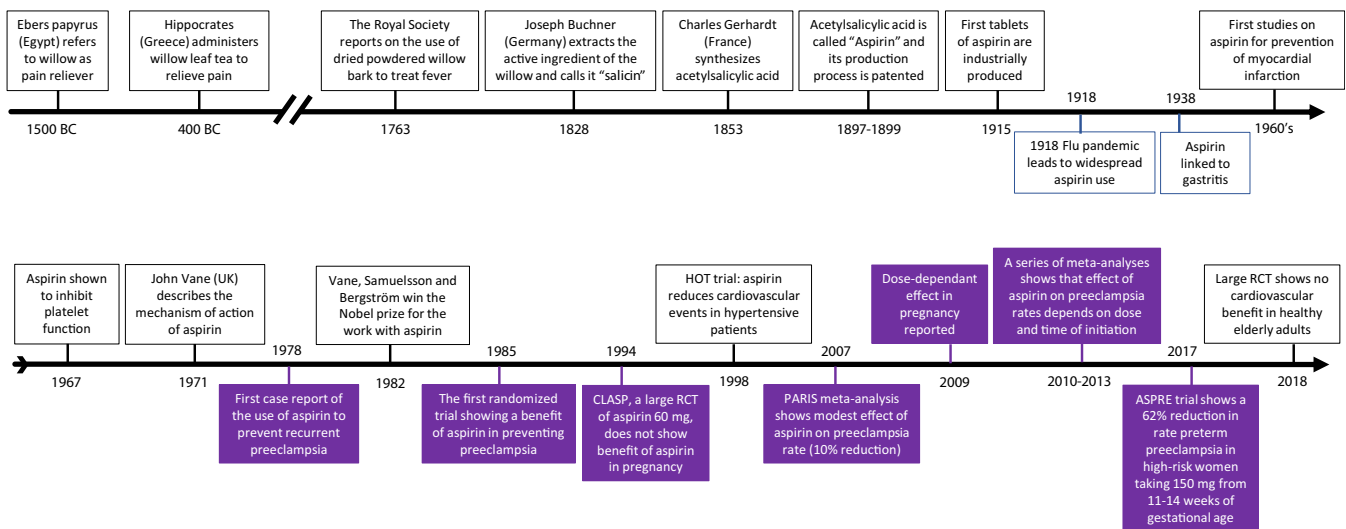 Ebers papyrus
(Egypt) refers
to willow as
pain reliever
1500 BC
Hippocrates
(Greece) administers
willow leaf tea to
relieve pain
400 BC
The Royal Society
reports on the use of
dried powdered willow
bark to treat fever
1763
Joseph Buchner
(Germany) extracts the
active ingredient of the
willow and calls it “salicin”
1828
Charles Gerhardt
(France)
synthesizes
acetylsalicylic acid
1853
Acetylsalicylic acid is
called “Aspirin” and
its production
process is patented
1897-1899
First tablets
of aspirin are
industrially
produced
1915
1918
1918 Flu pandemic
leads to widespread
aspirin use
1938
Aspirin
linked to
gastritis
First studies on
aspirin for prevention
of myocardial
infarction
1960’s
Aspirin shown
to inhibit
platelet
function
1967
John Vane (UK)
describes the
mechanism of action
of aspirin
1971
1978
First case report of
the use of aspirin to
prevent recurrent
preeclampsia
Vane, Samuelsson and
Bergström win the
Nobel prize for the
work with aspirin
1982
1985
The first randomized
trial showing a benefit
of aspirin in preventing
preeclampsia
1994
CLASP, a large RCT
of aspirin 60 mg,
does not show
benefit of aspirin
in pregnancy
HOT trial: aspirin
reduces cardiovascular
events in hypertensive
patients
1998
2007
PARIS meta-analysis
shows modest effect of
aspirin on preeclampsia
rate (10% reduction)
Dose-dependant
effect in
pregnancy
reported
2009
A series of meta-analyses
shows that effect of
aspirin on preeclampsia
rates depends on dose
and time of initiation
2010-2013
2017
ASPRE trial shows a
62% reduction in
rate preterm
preeclampsia in
high-risk women
taking 150 mg from
11-14 weeks of
gestational age
Large RCT shows no
cardiovascular
benefit in healthy
elderly adults
2018